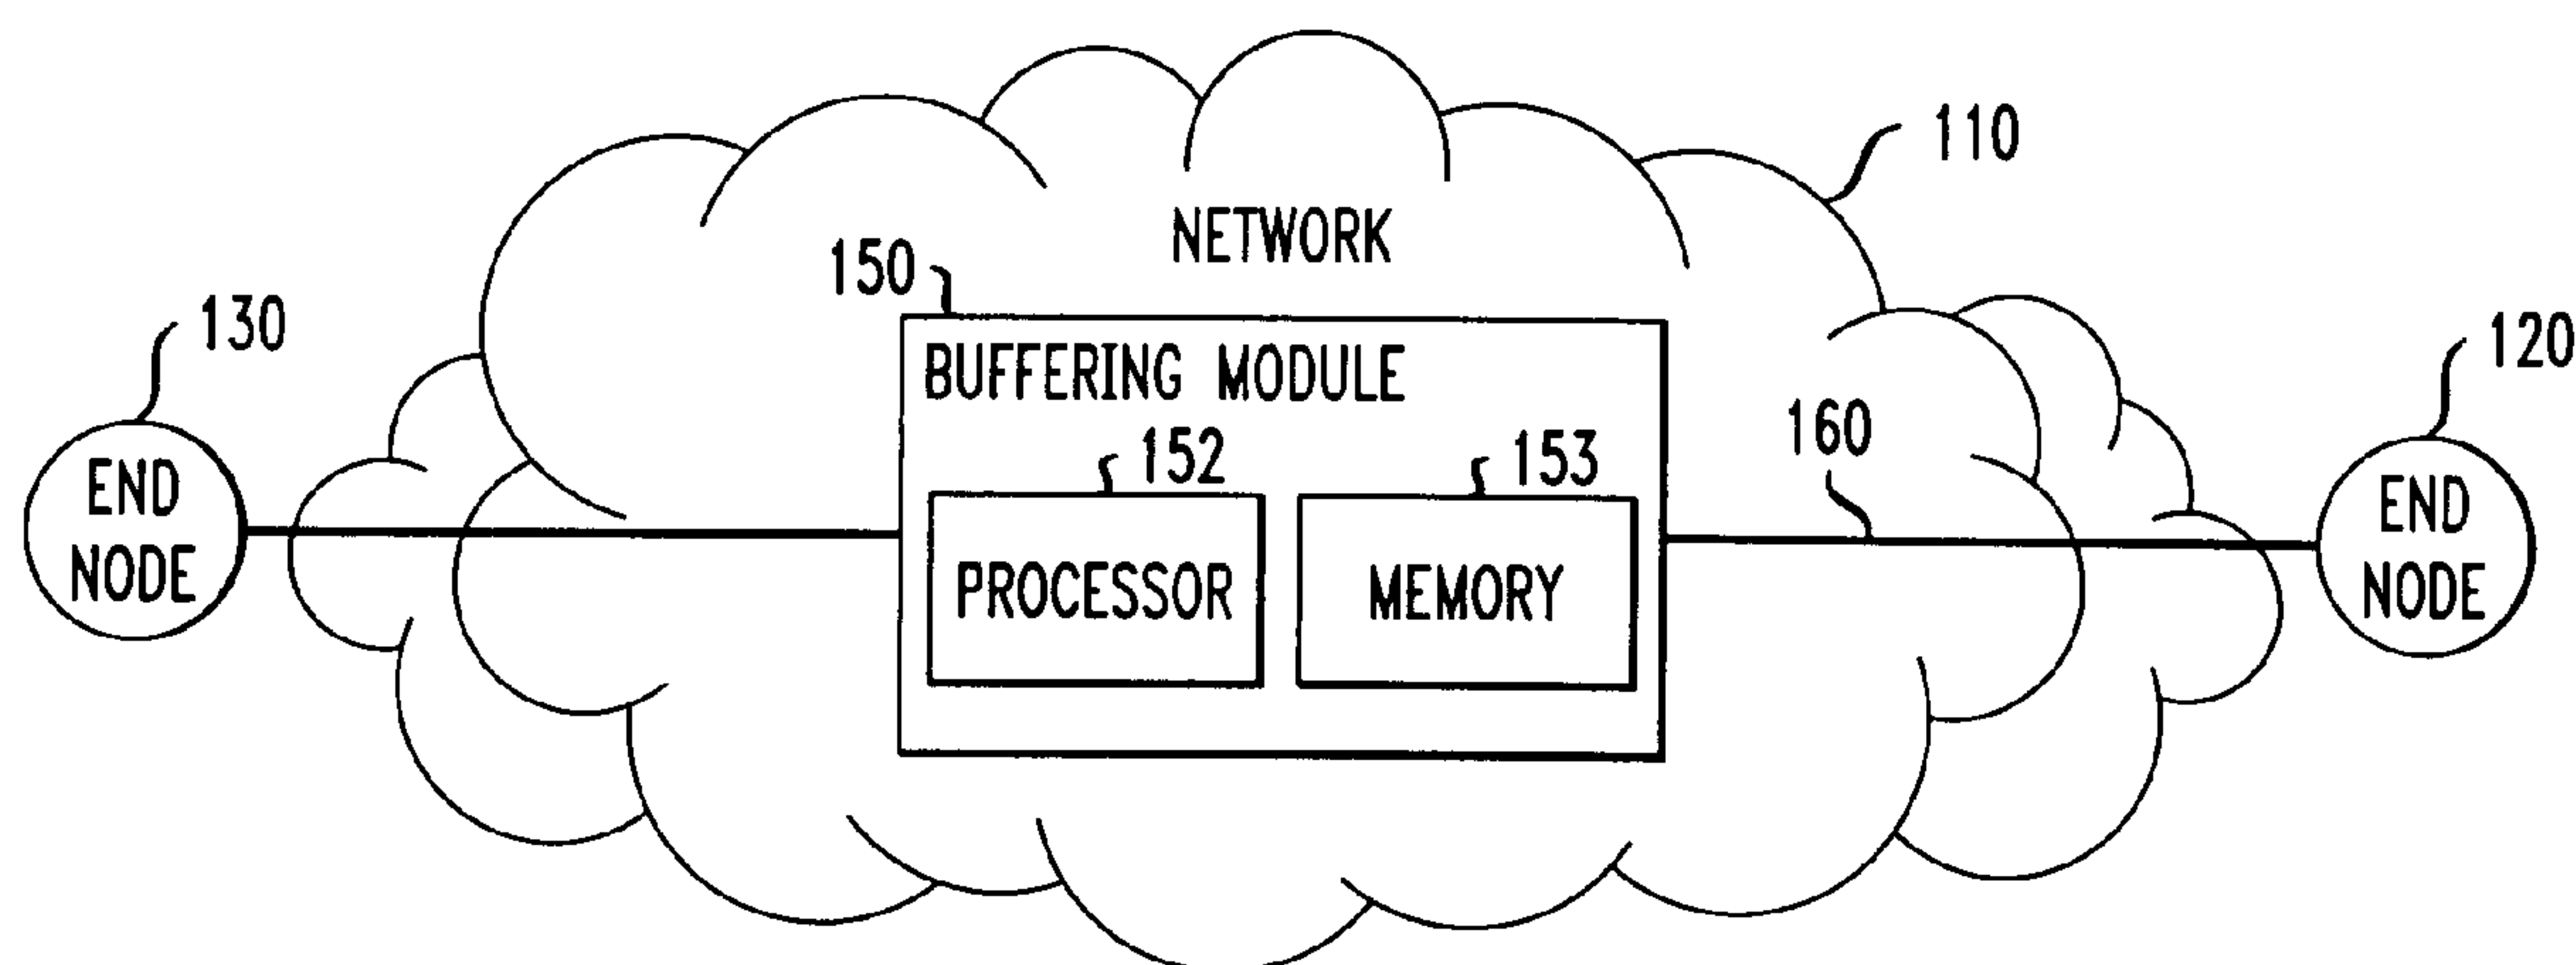 110
NETWORK
150
130
120
BUFFERING MODULE
160
152
153
END
NODE
PROCESSOR
MEMORY
END
NODE